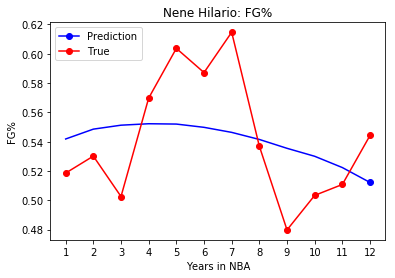 Nene Hilario: FG%
Prediction
True
FG%
0.62
0.60
0.58
0.56
0.54
0.52
0.50
0.48
1 2 3 4 5 6 7 8 9 10 11 12
Years in NBA